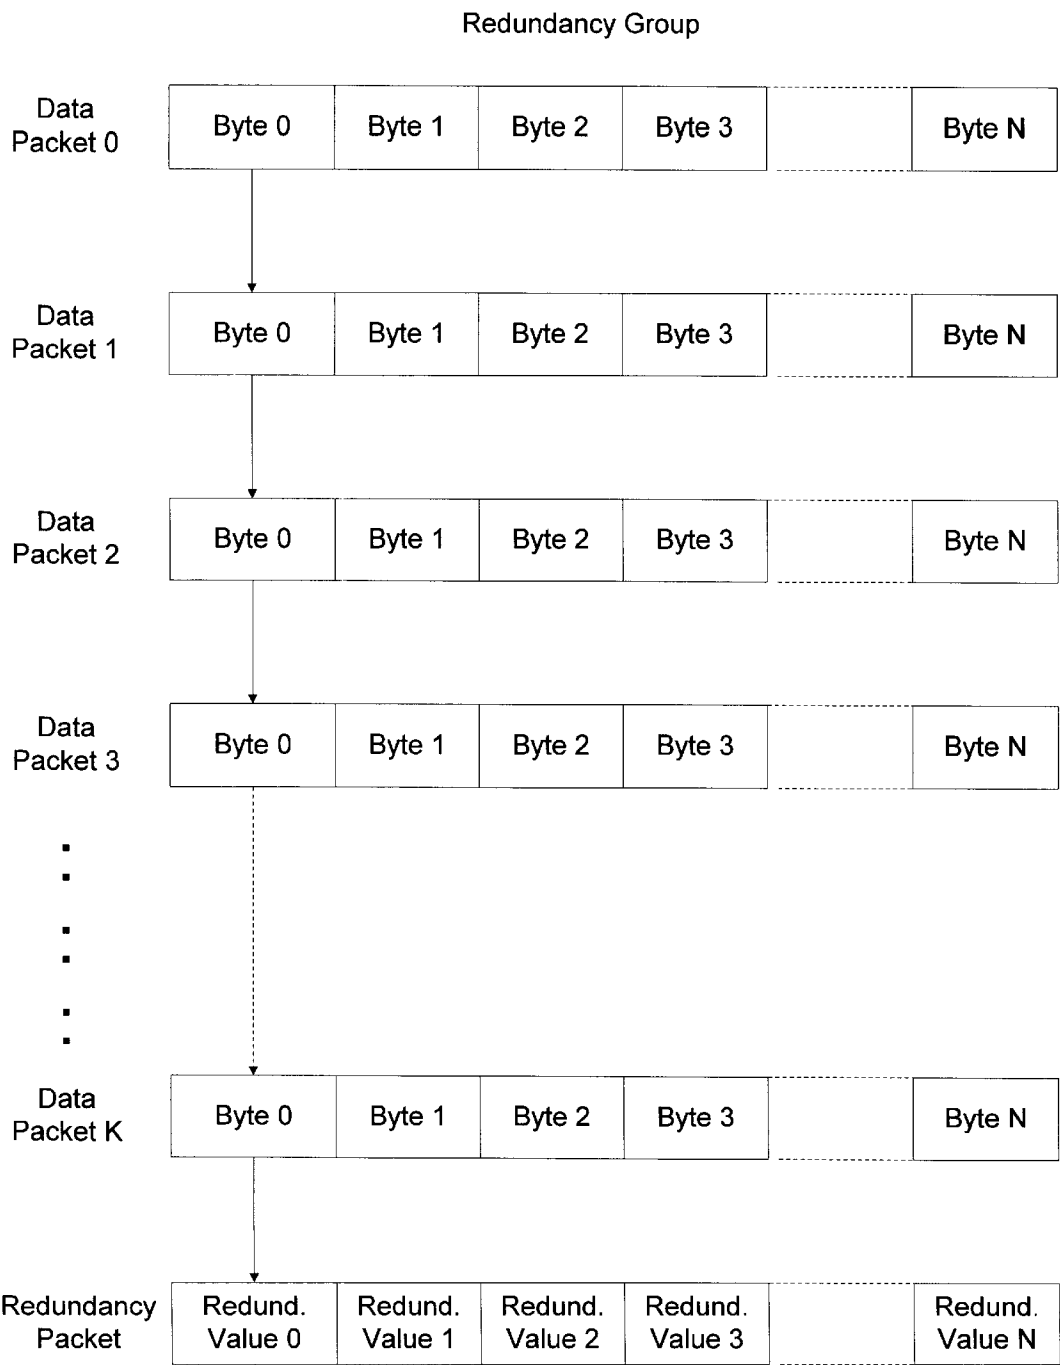 Redundancy Group
Data
Packet 0
Byte 0 Byte 1 Byte 2 Byte 3 Byte N
Data
Packet 1
Byte 0 Byte 1 Byte 2 Byte 3 Byte N
Data
Packet 2
Byte 0 Byte 1 Byte 2 Byte 3 Byte N
Data
Packet 3
Byte 0 Byte 1 Byte 2 Byte 3 Byte N
Data
Packet K
Byte 0 Byte 1 Byte 2 Byte 3 Byte N
Redundancy
Packet
Redund.
Value 0
Redund.
Value 1
Redund.
Value 2
Redund.
Value 3
Redund.
Value N